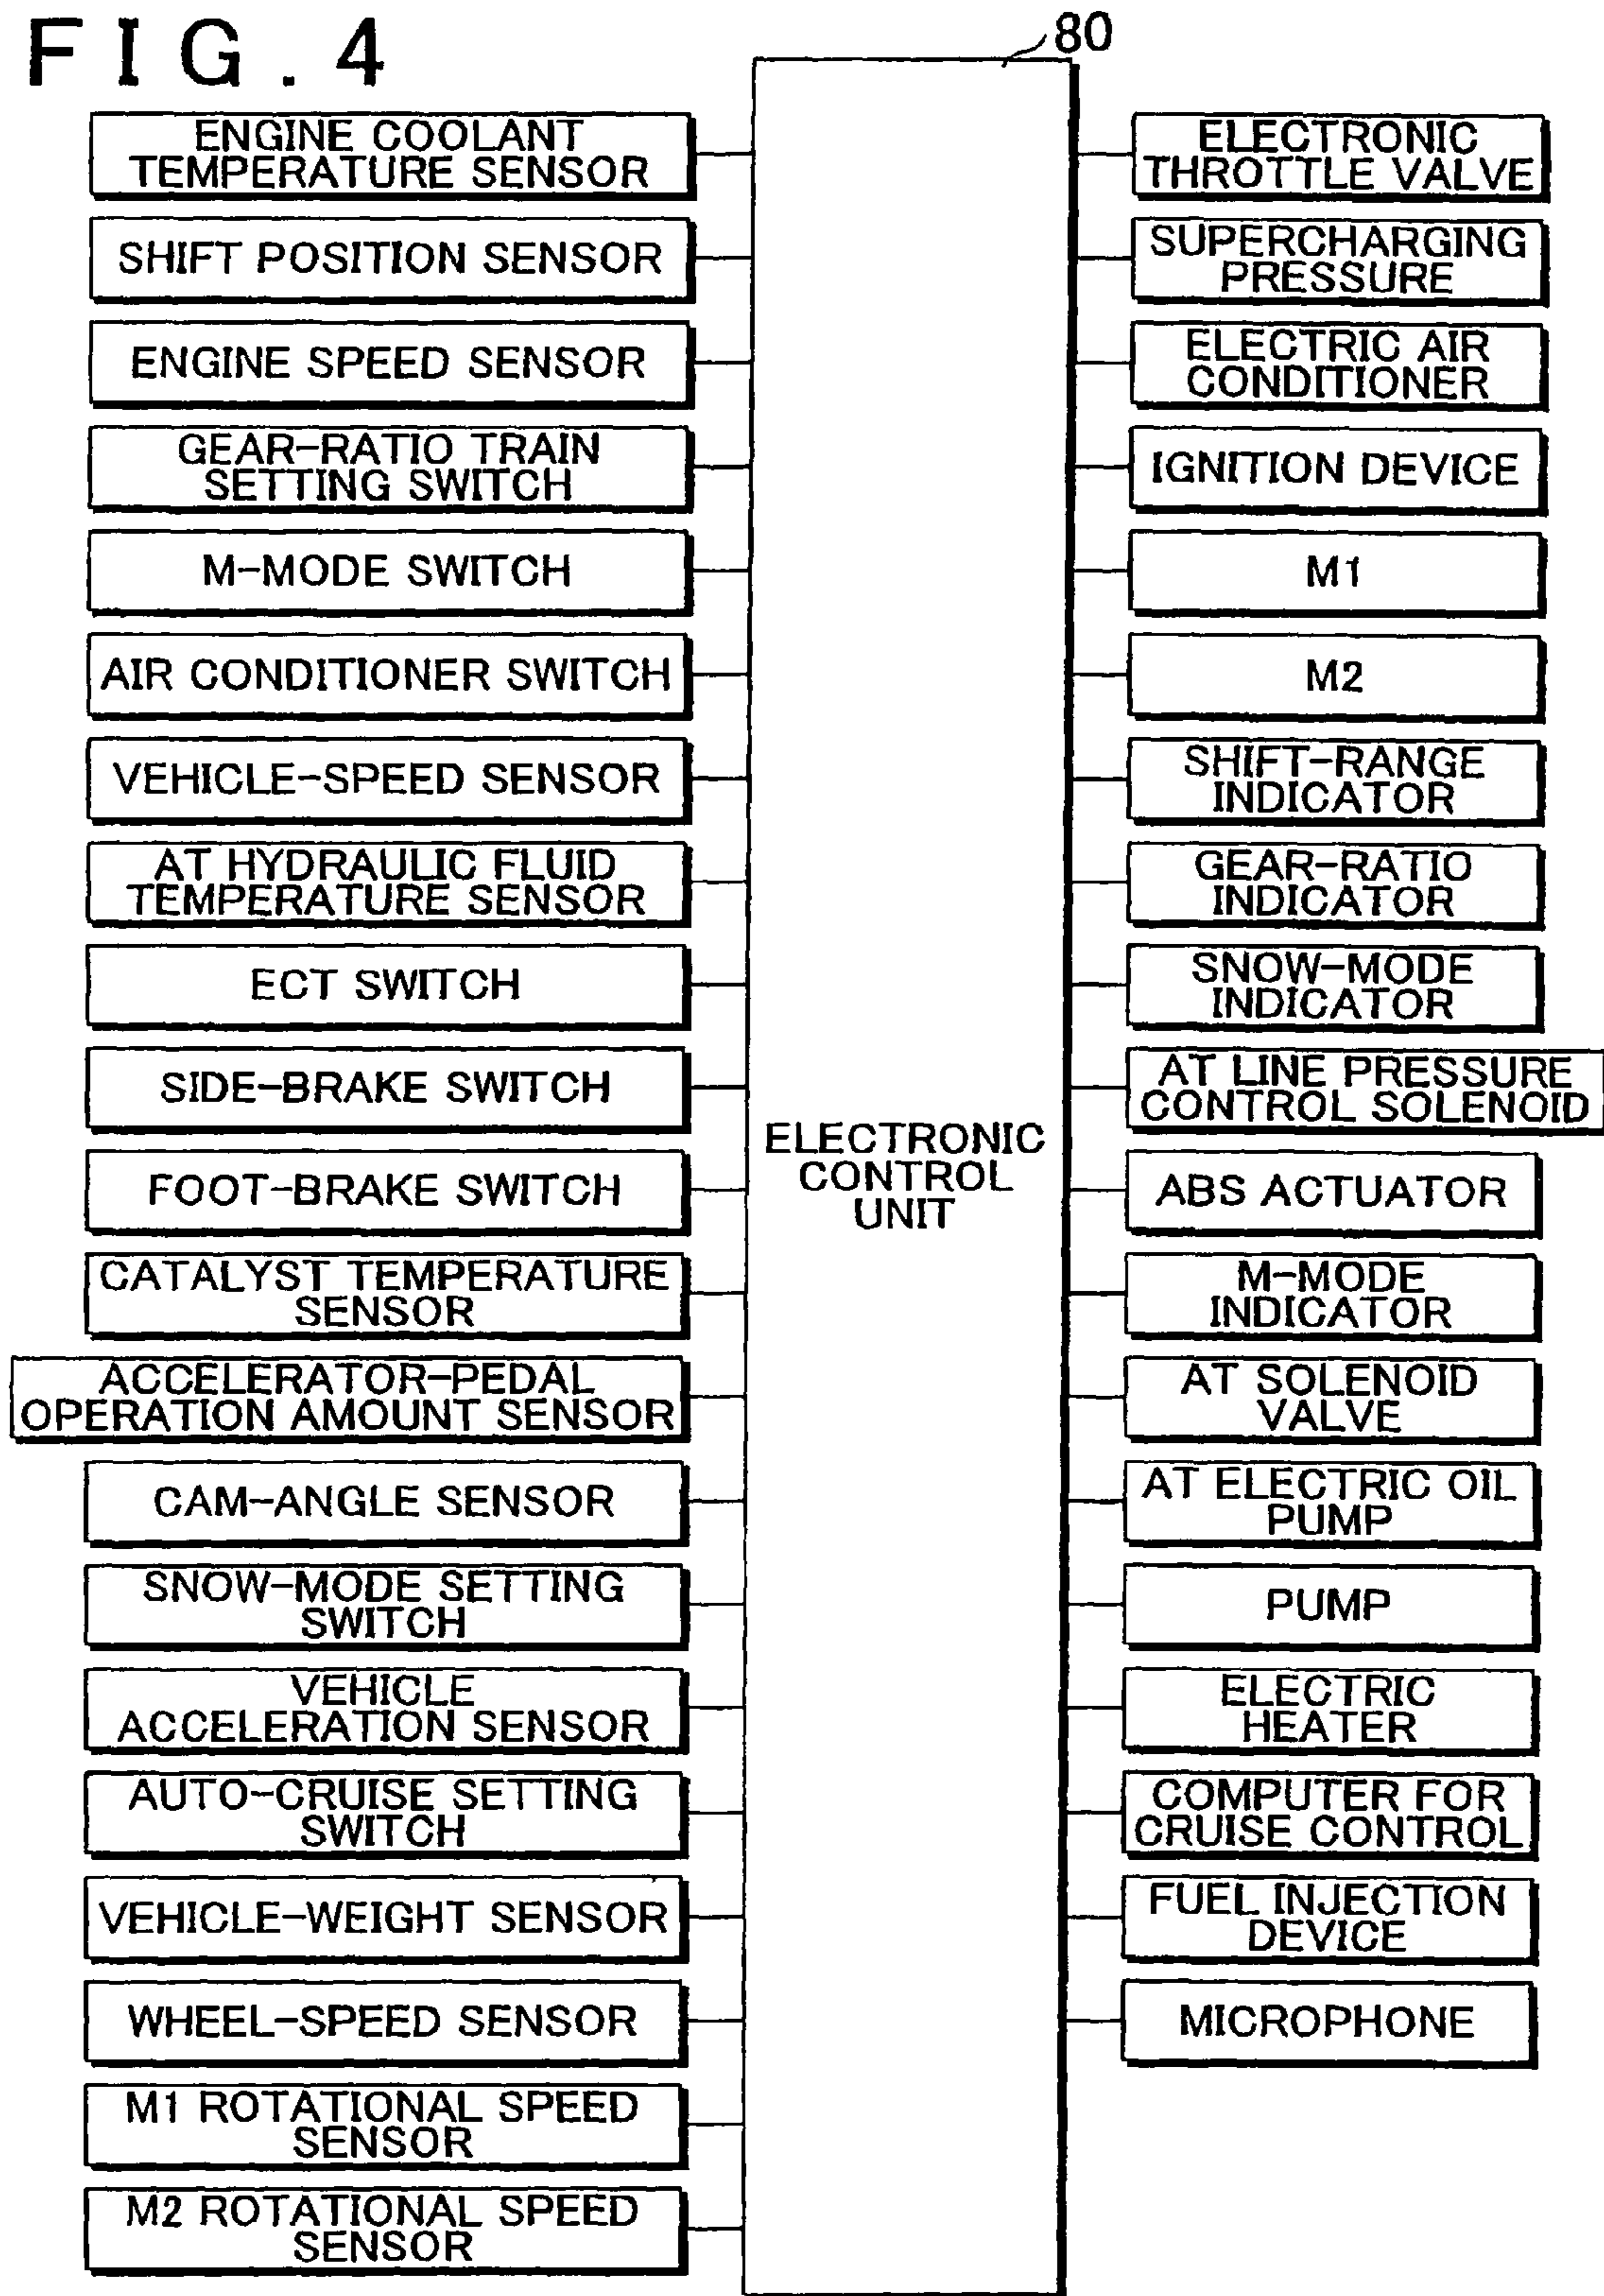 FIG. 4
80
ENGINE COOLANT
TEMPERATURE SENSOR
SHIFT POSITION SENSOR
ENGINE SPEED SENSOR
GEAR-RATIO TRAIN
SETTING SWITCH
M-MODE SWITCH
AIR CONDITIONER SWITCH
VEHICLE-SPEED SENSOR
AT HYDRAULIC FLUID
TEMPERATURE SENSOR
ECT SWITCH
SIDE-BRAKE SWITCH
FOOT-BRAKE SWITCH
CATALYST TEMPERATURE
SENSOR
ACCELERATOR-PEDAL
OPERATION AMOUNT SENSOR
CAM-ANGLE SENSOR
SNOW-MODE SETTING
SWITCH
VEHICLE
ACCELERATION SENSOR
AUTO-CRUISE SETTING
SWITCH
VEHICLE-WEIGHT SENSOR
WHEEL-SPEED SENSOR
M1 ROTATIONAL SPEED
SENSOR
M2 ROTATIONAL SPEED
SENSOR
ELECTRONIC
CONTROL
UNIT
ELECTRONIC
THROTTLE VALVE
SUPERCHARGING
PRESSURE
ELECTRIC AIR
CONDITIONER
IGNITION DEVICE
M1
M2
SHIFT-RANGE
INDICATOR
GEAR-RATIO
INDICATOR
SNOW-MODE
INDICATOR
AT LINE PRESSURE
CONTROL SOLENOID
ABS ACTUATOR
M-MODE
INDICATOR
AT SOLENOID
VALVE
AT ELECTRIC OIL
PUMP
PUMP
ELECTRIC
HEATER
COMPUTER FOR
CRUISE CONTROL
FUEL INJECTION
DEVICE
MICROPHONE